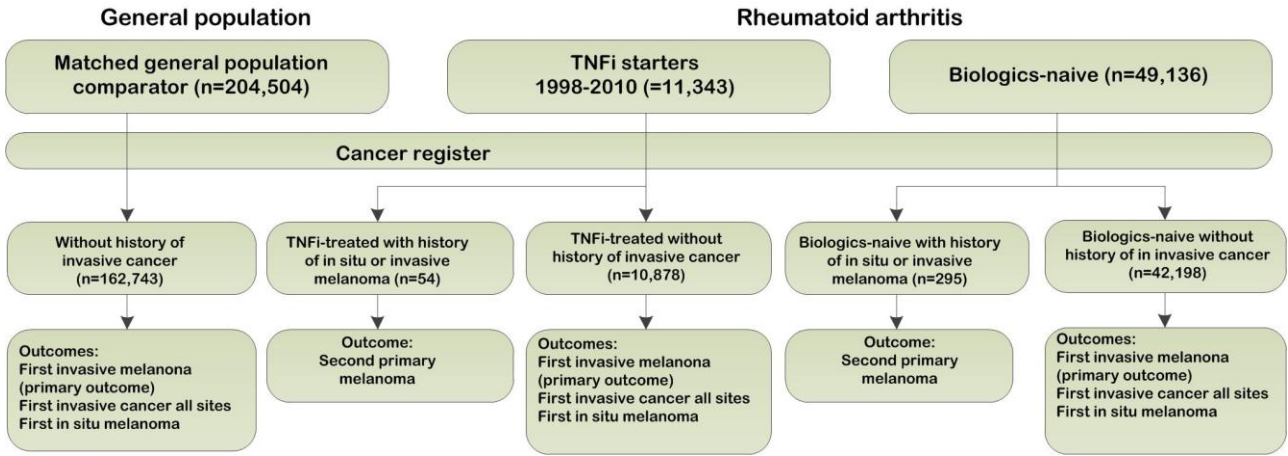 General population
Rheumatoid arthritis
Matched general population
comparator (n=204,504)
TNFi starters
1998-2010 (=11,343)
Biologics-naive (n=49,136)
Cancer register
Without history of
invasive cancer
(n=162,743)
TNFi-treated with history
of in situ or invasive
melanoma (n=54)
TNFi-treated without
history of invasive cancer
(n=10,878)
Biologics-naive with history
of in situ or invasive
melanoma (n=295)
Biologics-naive without
history of in invasive cancer
(n=42,198)
Outcomes:
First invasive melanona
(primary outcome)
First invasive cancer all sites
First in situ melanoma
Outcome:
Second primary
melanoma
Outcomes:
First invasive melanona
(primary outcome)
First invasive cancer all sites
First in situ melanoma
Outcome:
Second primary
melanoma
Outcomes:
First invasive melanona
(primary outcome)
First invasive cancer all sites
First in situ melanoma